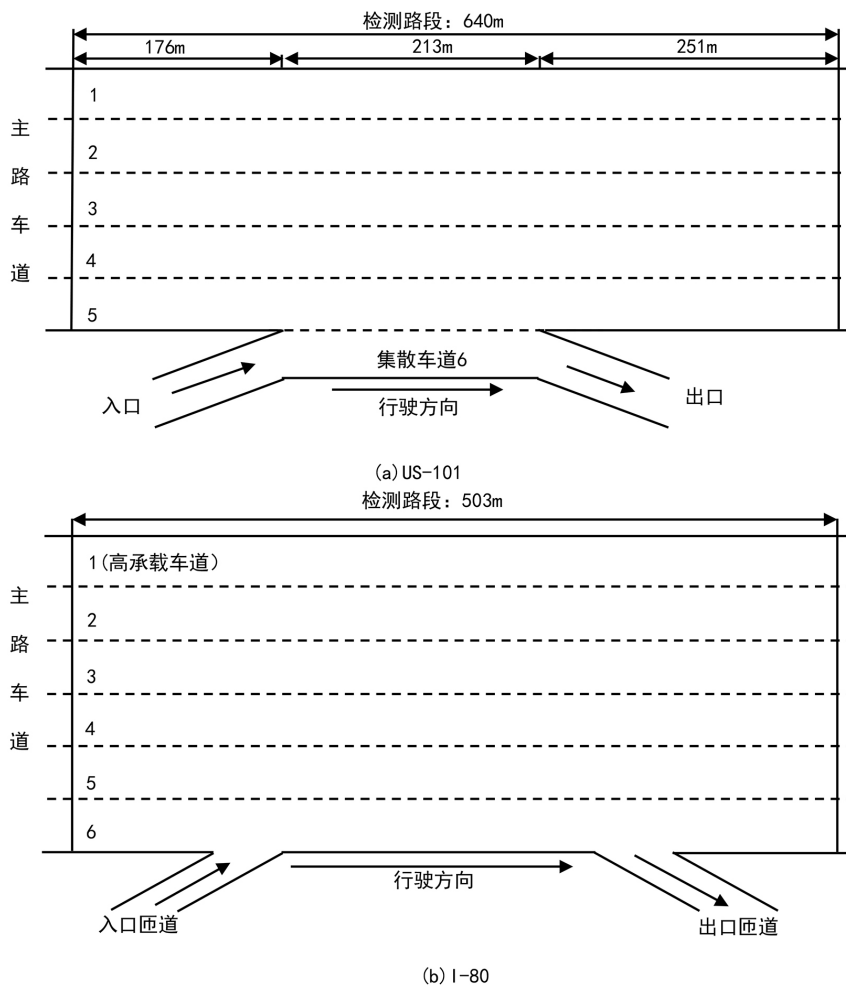 检测路段：640m
176m 213m 251m
主路车道
1
2
3
4
5
集散车道6
入口
行驶方向
出口
(a)US-101
检测路段：503m
主路车道
1(高承载车道)
2
3
4
5
6
行驶方向
入口匝道
出口匝道
(b)I-80